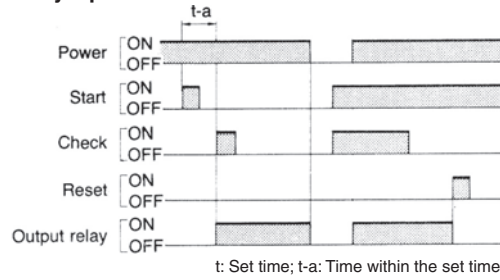 t-a
Power ON
OFF
Start ON
OFF
Check ON
OFF
Reset ON
OFF
Output relay ON
OFF
t: Set time; t-a: Time within the set time